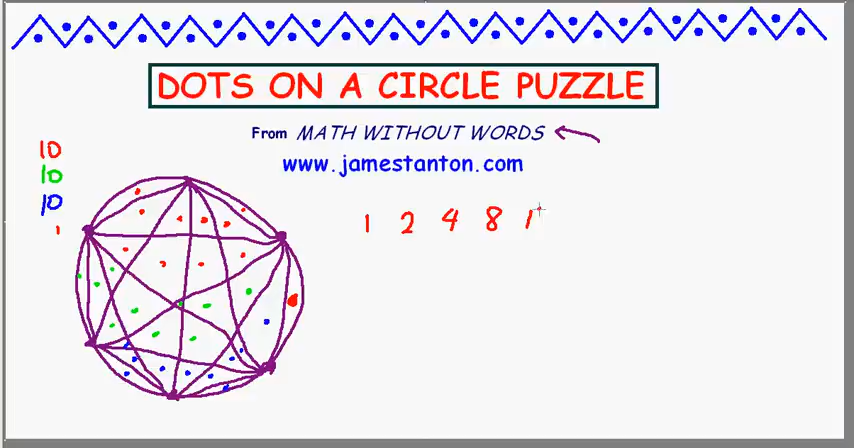 DOTS ON A CIRCLE PUZZLE
From MATH WITHOUT WORDS
www.jamestanton.com
10
10
10
1
1 2 4 8 1